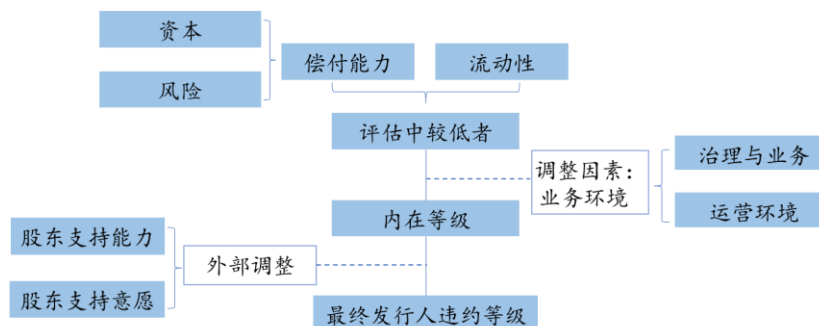 资本
风险
偿付能力
流动性
评估中较低者
调整因素：
业务环境
治理与业务
运营环境
内在等级
股东支持能力
外部调整
股东支持意愿
最终发行人违约等级